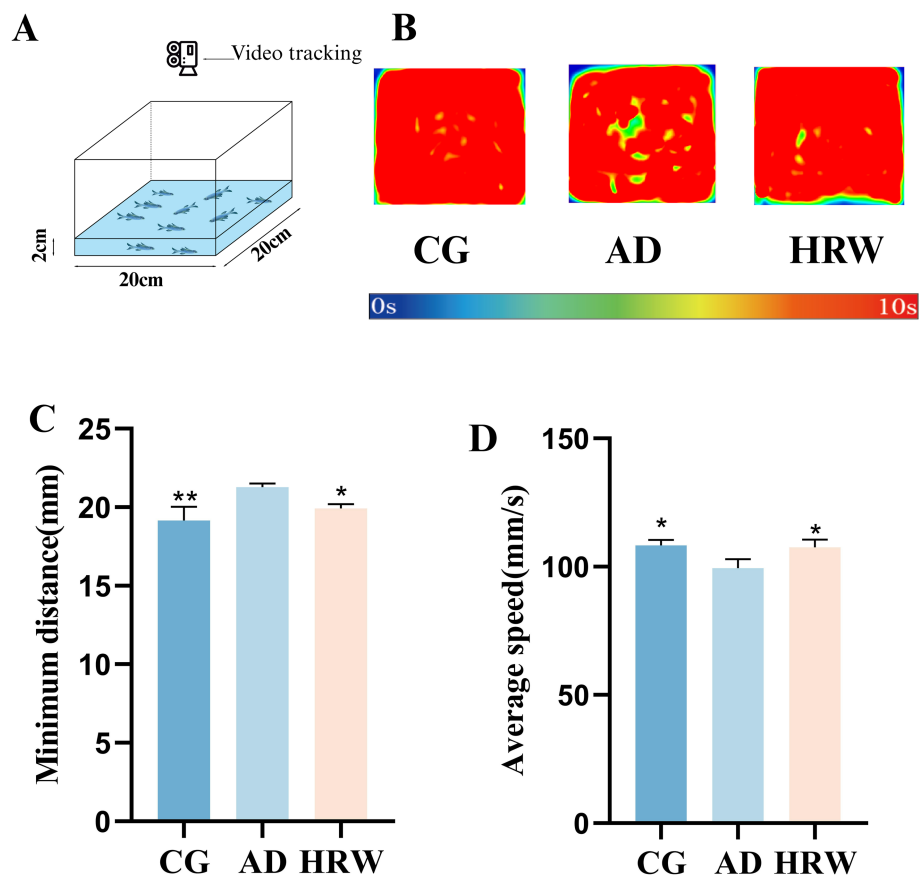 A
Video tracking
2cm
20cm
20cm
B
CG AD HRW
0s 10s
C
Minimum distance(mm)
25
20
15
10
5
0
** *
CG AD HRW
D
Average speed(mm/s)
150
100
50
0
* *
CG AD HRW